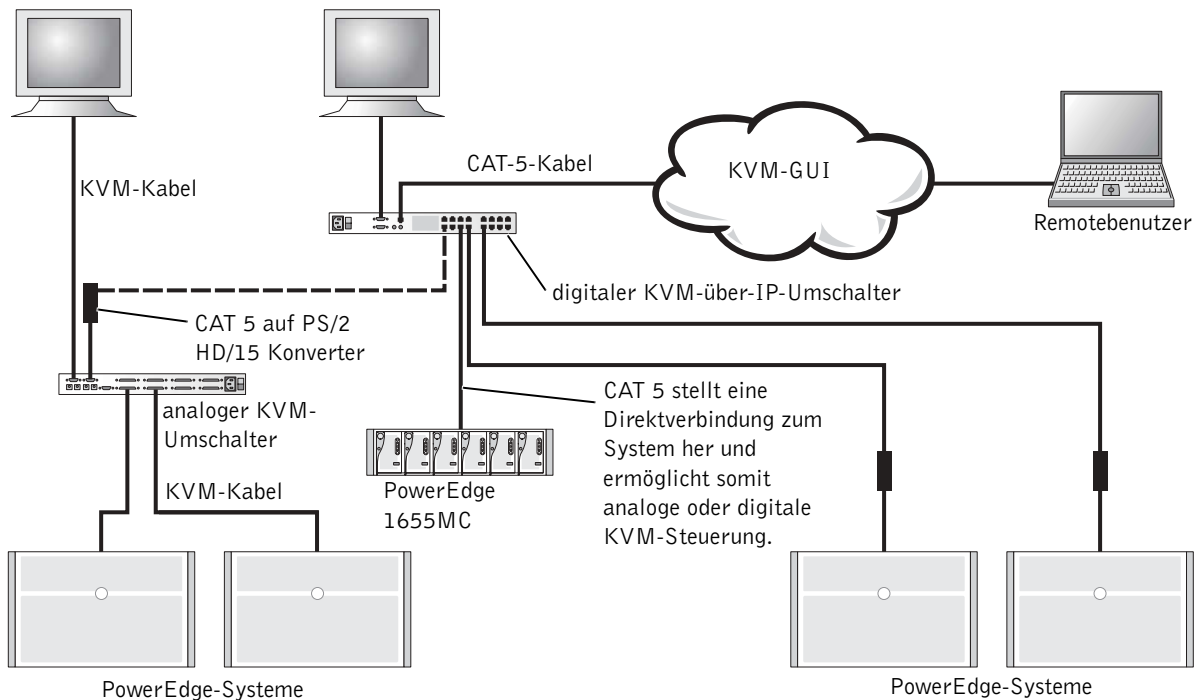 KVM-Kabel
CAT-5-Kabel
KVM-GUI
Remotebenutzer
digitaler KVM-über-IP-Umschalter
CAT 5 auf PS/2
HD/15 Konverter
analoger KVM-
Umschalter
CAT 5 stellt eine
Direktverbindung zum
System her und
ermöglicht somit
analoge oder digitale
KVM-Steuerung.
KVM-Kabel
PowerEdge
1655MC
PowerEdge-Systeme
PowerEdge-Systeme